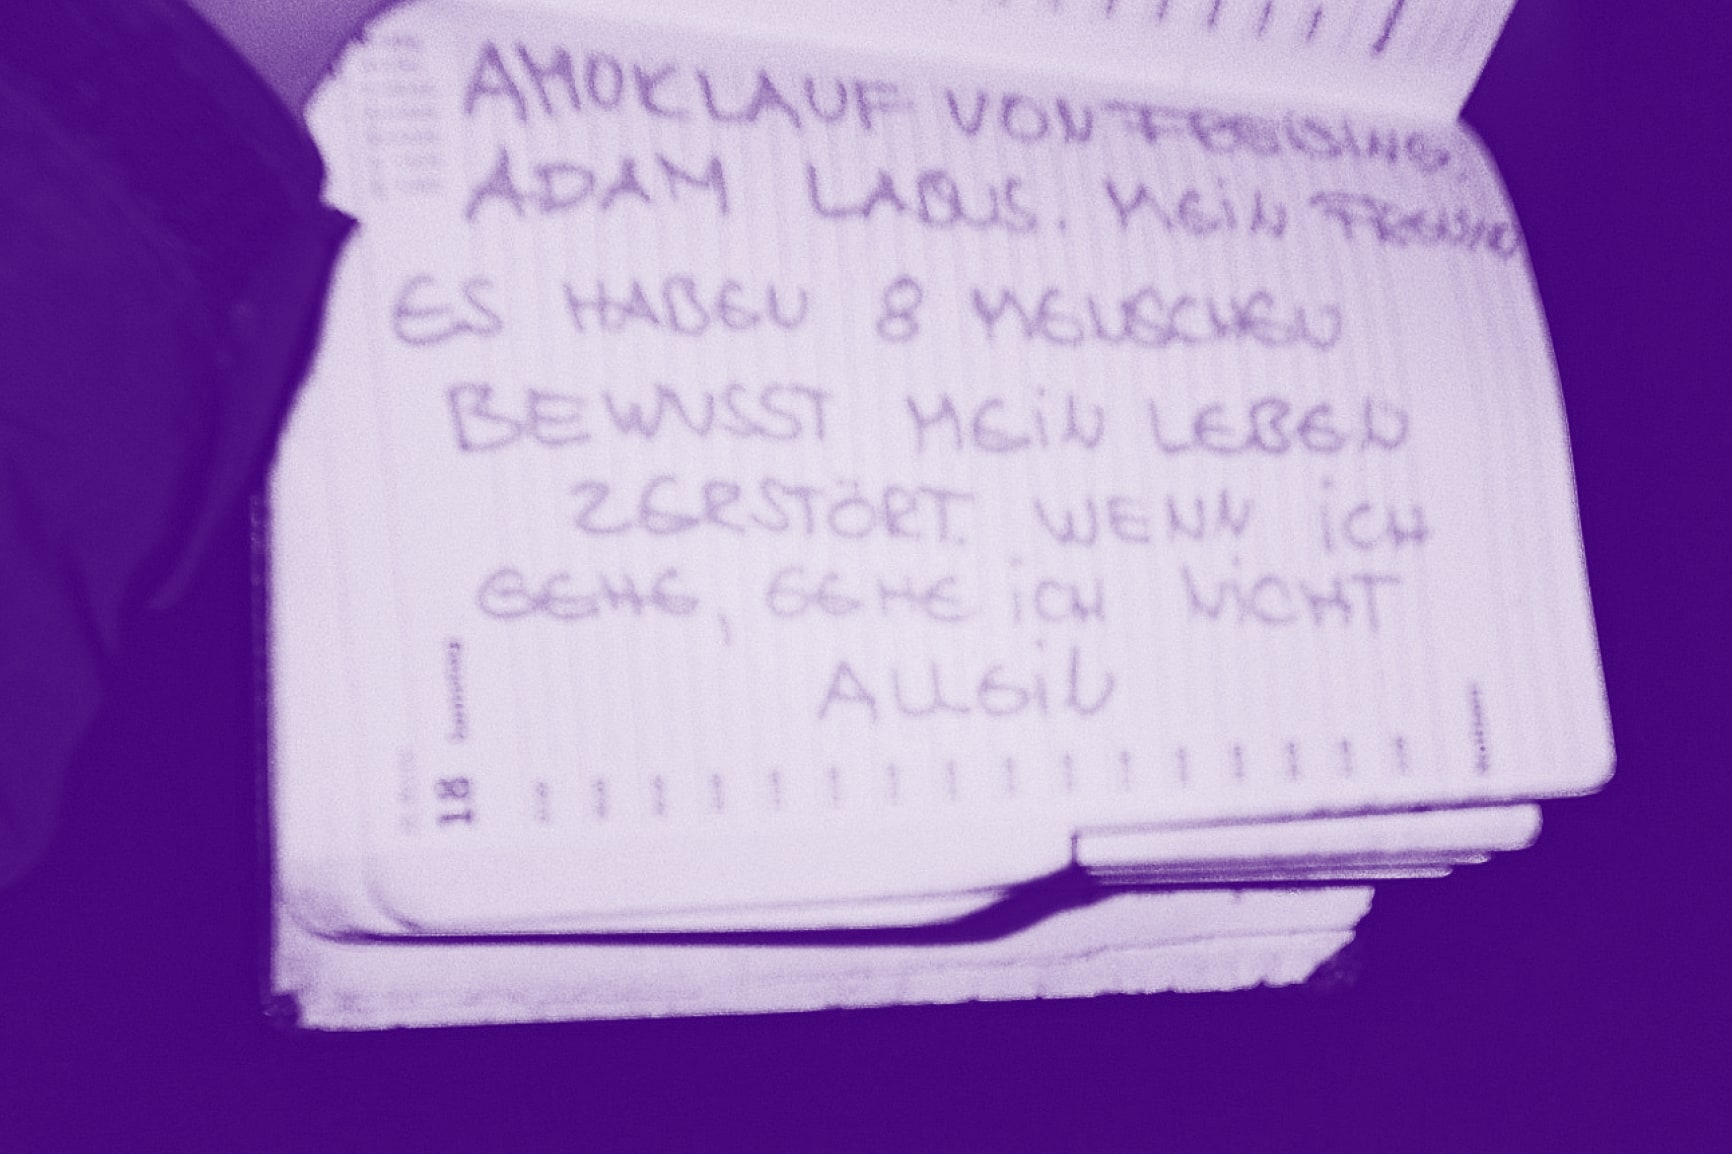 AMOKLAUF VON FREISING.
ADAM LABUS. MEIN FREUND
ES HABEN 8 MENSCHEN
BEWUSST MEIN LEBEN
ZERSTÖRT. WENN ICH
GEHE, GEHE ICH NICHT
ALLEIN
18